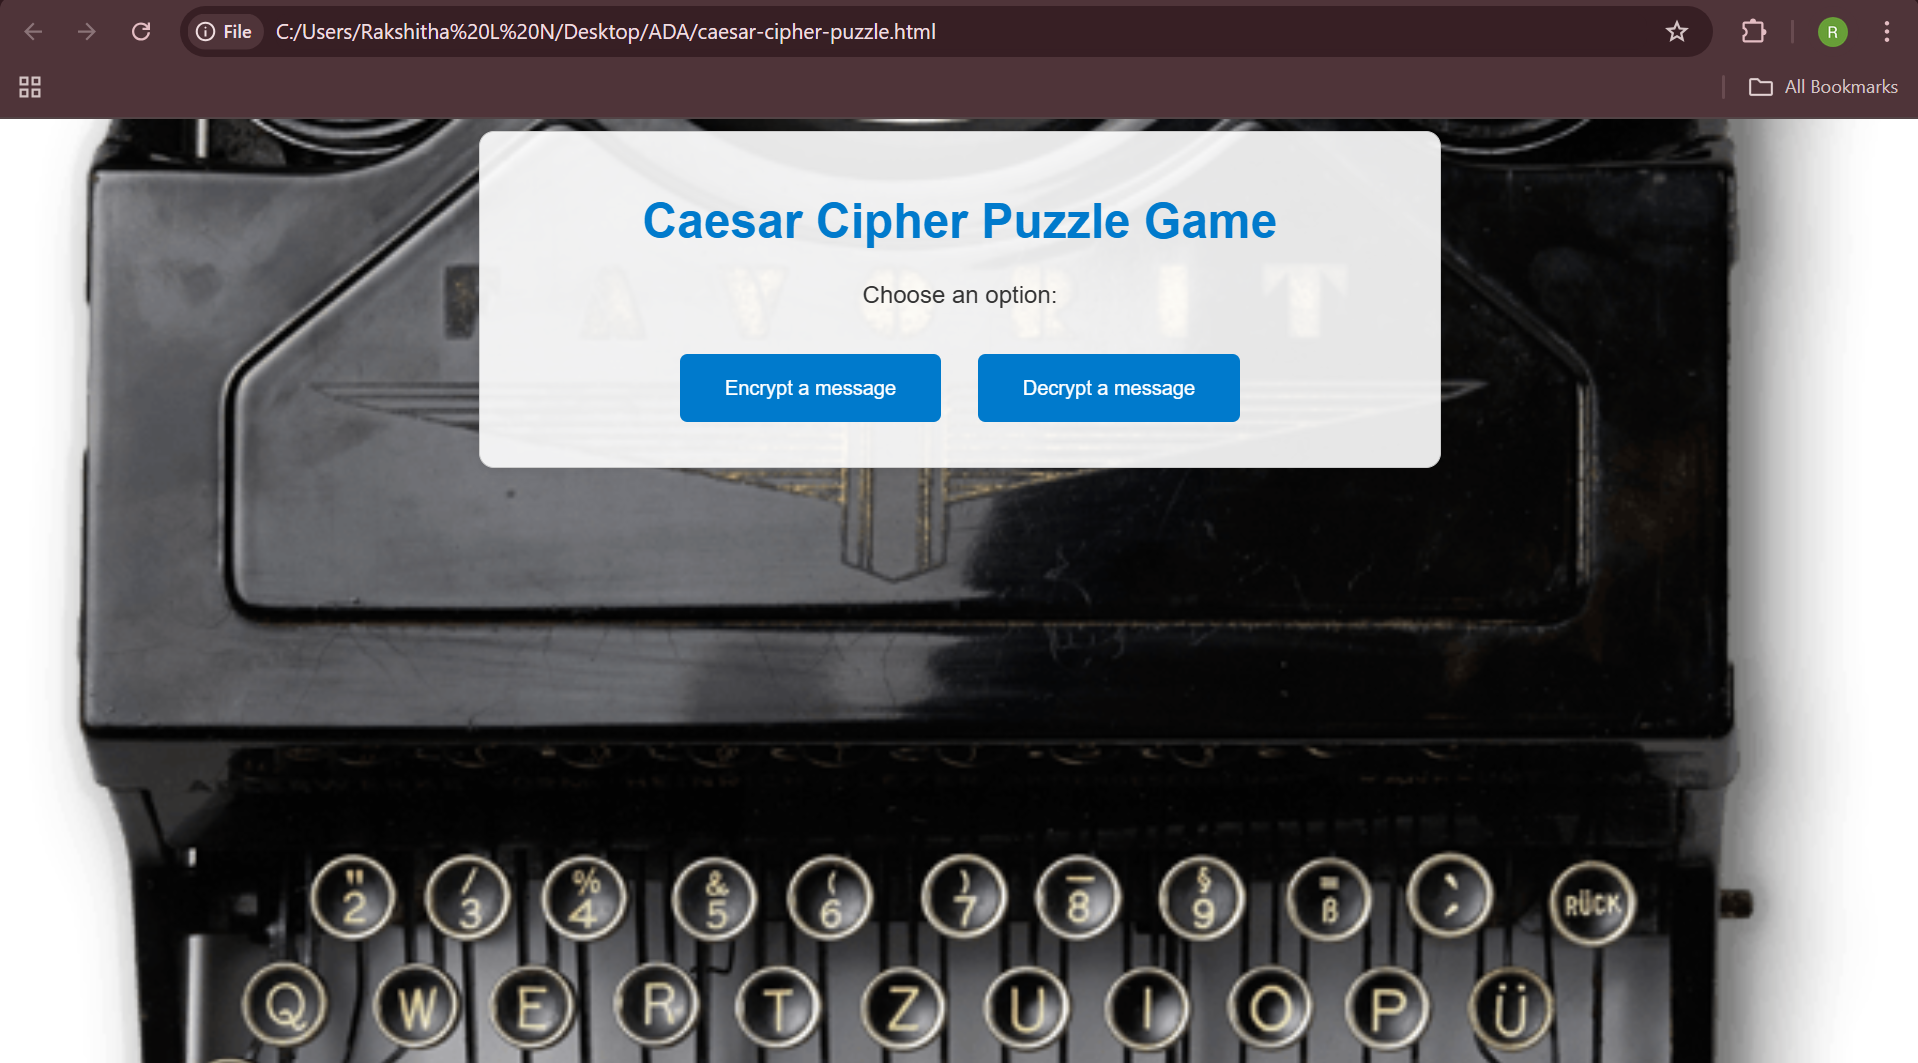 File C:/Users/Rakshitha%20L%20N/Desktop/ADA/caesar-cipher-puzzle.html R
All Bookmarks
Caesar Cipher Puzzle Game
FAVORIT
Choose an option:
Encrypt a message Decrypt a message
" / % & ( ) _ § = `
2 3 4 5 6 7 8 9 ß ´ RÜCK
Q W E R T Z U I O P Ü